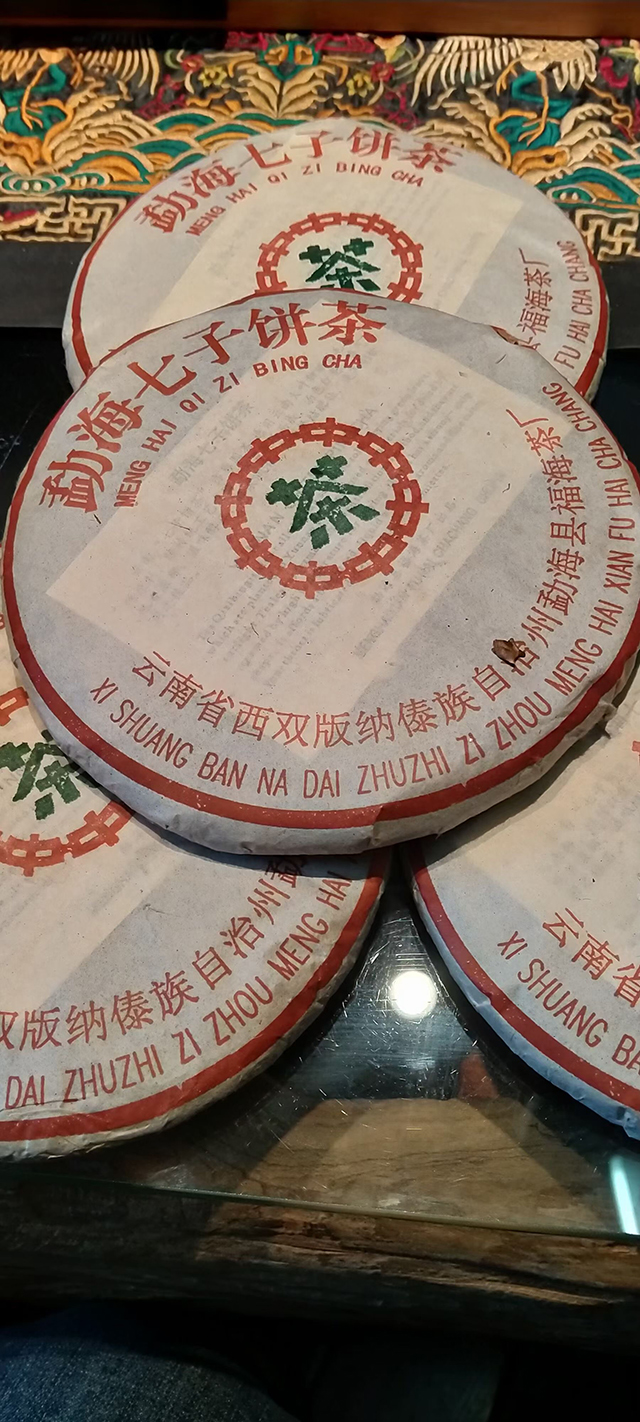 勐海七子饼茶
MENG HAI QI ZI BING CHA
茶
县福海茶厂
FU HAI CHA CHANG
勐海七子饼茶
MENG HAI QI ZI BING CHA
茶
云南省西双版纳傣族自治州勐海县福海茶厂
XI SHUANG BAN NA DAI ZHUZHI ZI ZHOU MENG HAI XIAN FU HAI CHA CHANG
茶
双版纳傣族自治州勐
DAI ZHUZHI ZI ZHOU MENG HAI
云南省
XI SHUANG